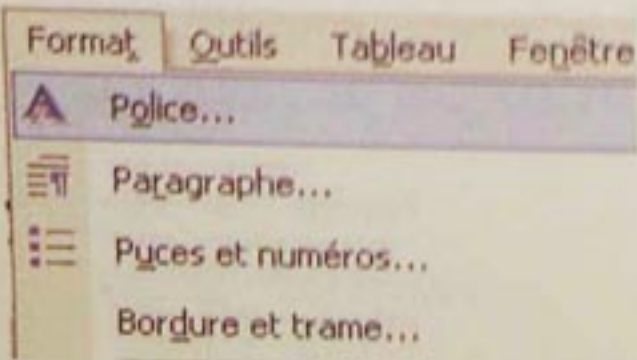 Format Outils Tableau Fenêtre
Police...
Paragraphe...
Puces et numéros...
Bordure et trame...